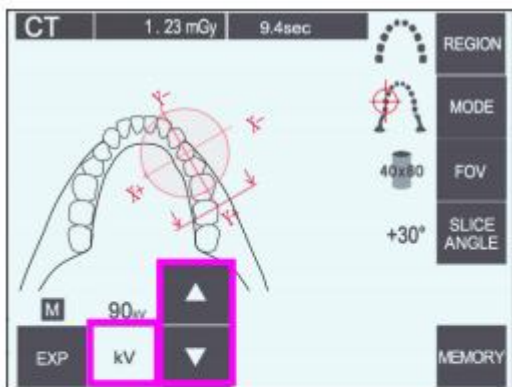 CT 1.23 mGy 9.4sec
REGION
MODE
40x80 FOV
+30° SLICE
ANGLE
X-
Y-
X+
Y+
M 90kV
EXP kV MEMORY